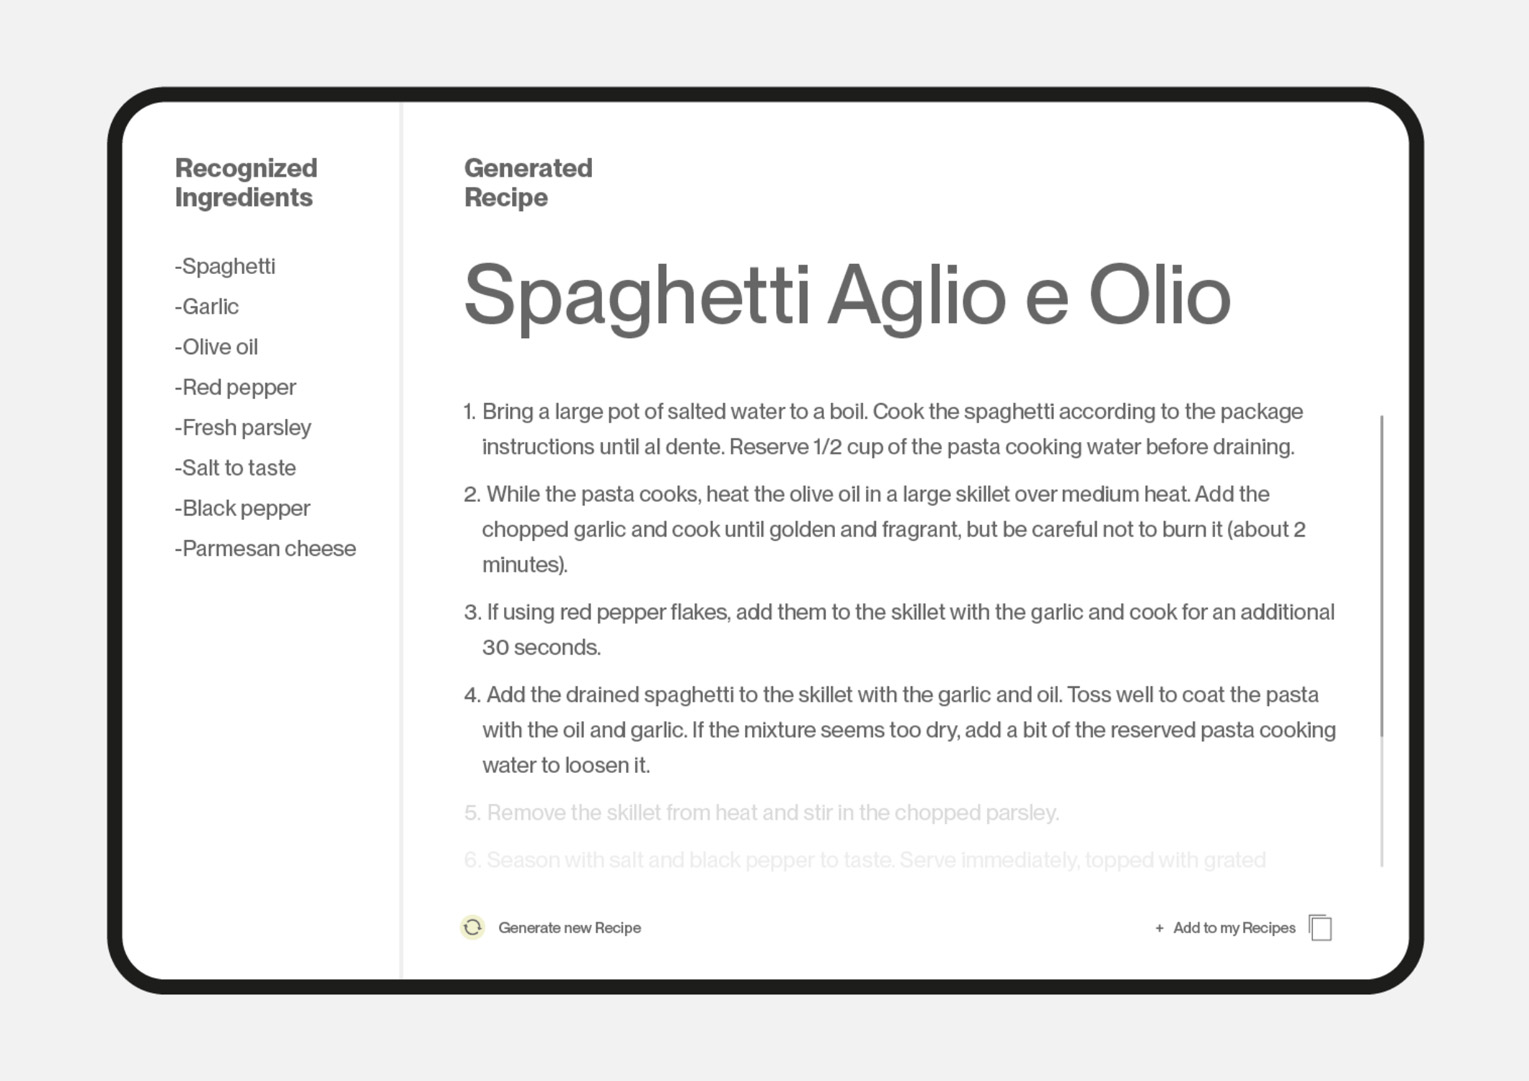 Recognized
Ingredients
-Spaghetti
-Garlic
-Olive oil
-Red pepper
-Fresh parsley
-Salt to taste
-Black pepper
-Parmesan cheese
Generated
Recipe
Spaghetti Aglio e Olio
1. Bring a large pot of salted water to a boil. Cook the spaghetti according to the package
instructions until al dente. Reserve 1/2 cup of the pasta cooking water before draining.
2. While the pasta cooks, heat the olive oil in a large skillet over medium heat. Add the
chopped garlic and cook until golden and fragrant, but be careful not to burn it (about 2
minutes).
3. If using red pepper flakes, add them to the skillet with the garlic and cook for an additional
30 seconds.
4. Add the drained spaghetti to the skillet with the garlic and oil. Toss well to coat the pasta
with the oil and garlic. If the mixture seems too dry, add a bit of the reserved pasta cooking
water to loosen it.
5. Remove the skillet from heat and stir in the chopped parsley.
6. Season with salt and black pepper to taste. Serve immediately, topped with grated
Generate new Recipe
+ Add to my Recipes